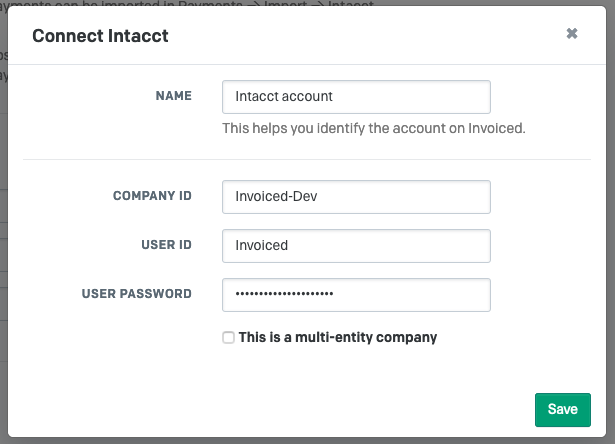 Payments can be imported in Payments -> Import -> Intacct
Connect Intacct
NAME
Intacct account
This helps you identify the account on Invoiced.
COMPANY ID
Invoiced-Dev
USER ID
Invoiced
USER PASSWORD
•••••••••••••••••••••
This is a multi-entity company
Save